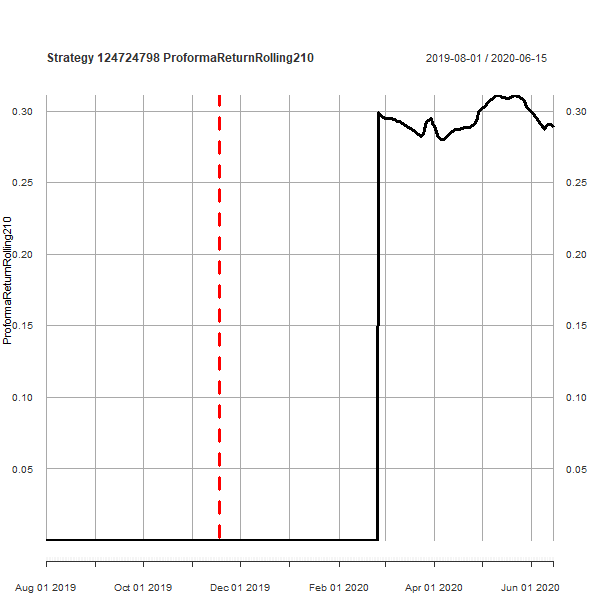 Strategy 124724798 ProformaReturnRolling210
2019-08-01 / 2020-06-15
0.30 0.30
0.25 0.25
0.20 0.20
0.15 0.15
0.10 0.10
0.05 0.05
ProformaReturnRolling210
Aug 01 2019 Oct 01 2019 Dec 01 2019 Feb 01 2020 Apr 01 2020 Jun 01 2020